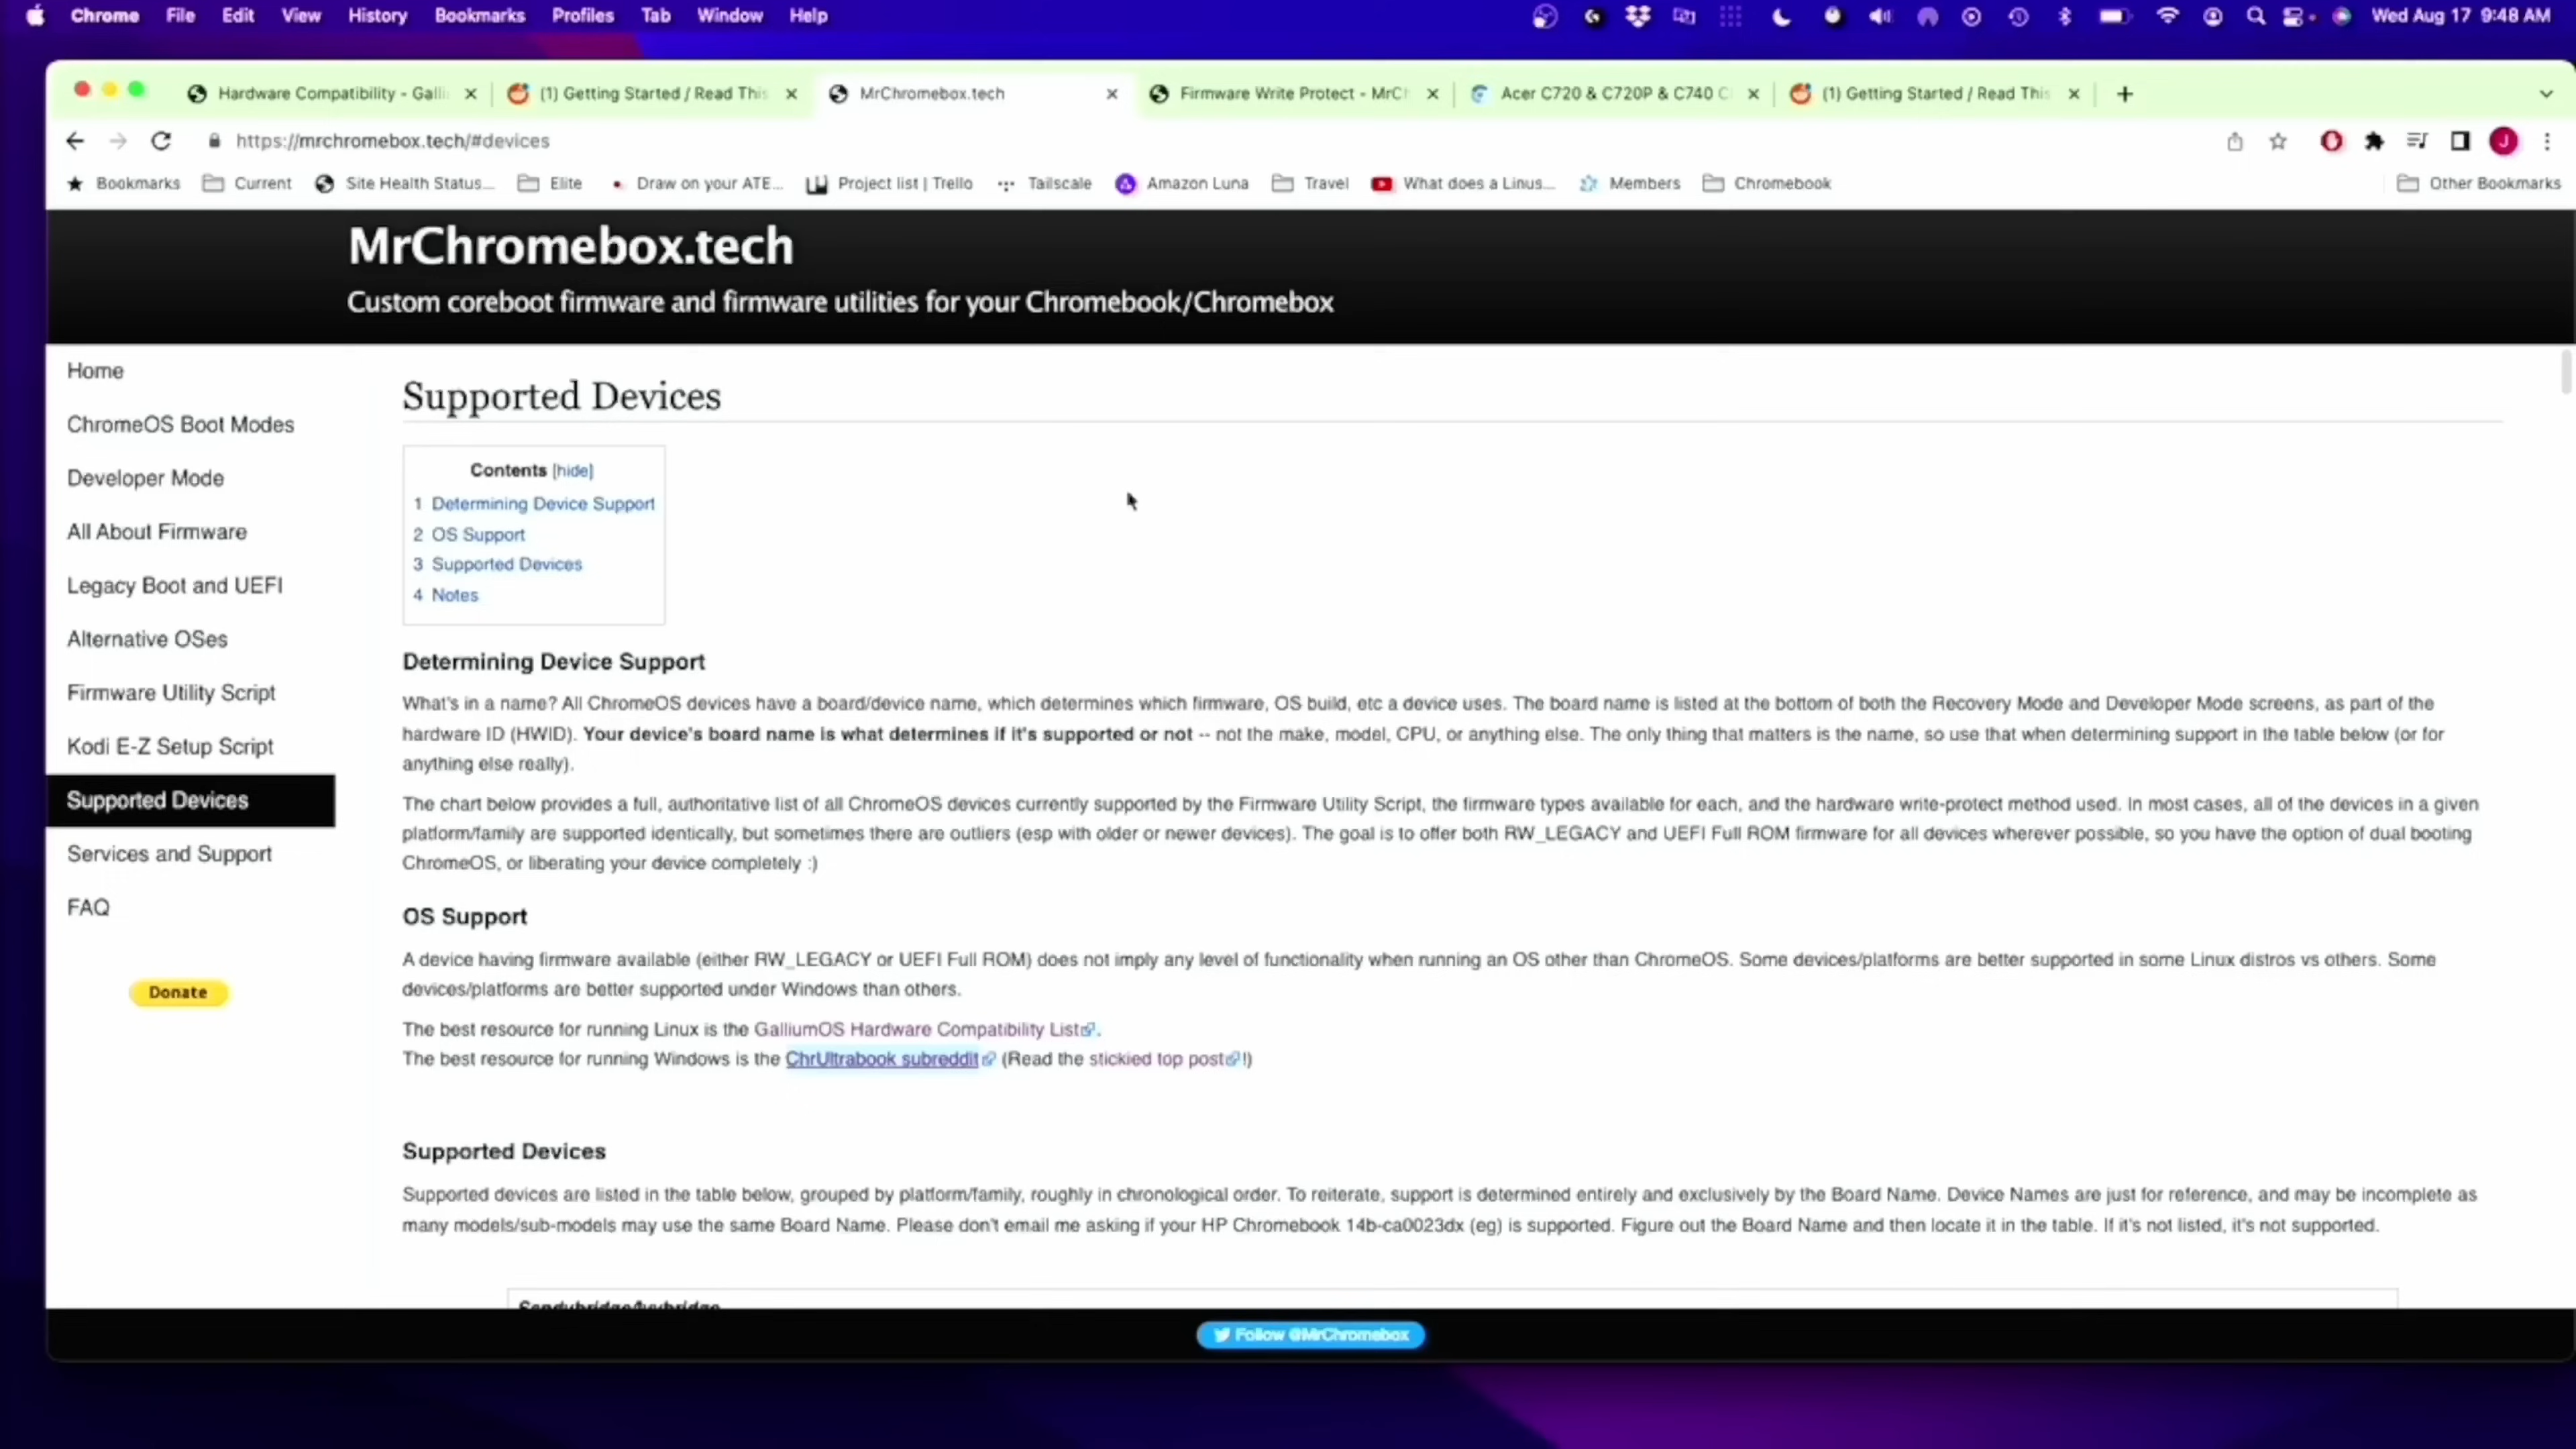 Chrome File Edit View History Bookmarks Profiles Tab Window Help Wed Aug 17 9:48 AM
Hardware Compatibility - Galli (1) Getting Started / Read This MrChromebox.tech Firmware Write Protect - MrCh Acer C720 & C720P & C740 C (1) Getting Started / Read This
https://mrchromebox.tech/#devices J
Bookmarks Current Site Health Status... Elite Draw on your ATE... Project list | Trello Tailscale Amazon Luna Travel What does a Linus... Members Chromebook Other Bookmarks
MrChromebox.tech
Custom coreboot firmware and firmware utilities for your Chromebook/Chromebox
Home
ChromeOS Boot Modes
Developer Mode
All About Firmware
Legacy Boot and UEFI
Alternative OSes
Firmware Utility Script
Kodi E-Z Setup Script
Supported Devices
Services and Support
FAQ
Donate
Supported Devices
Contents [hide]
1 Determining Device Support
2 OS Support
3 Supported Devices
4 Notes
Determining Device Support
What's in a name? All ChromeOS devices have a board/device name, which determines which firmware, OS build, etc a device uses. The board name is listed at the bottom of both the Recovery Mode and Developer Mode screens, as part of the
hardware ID (HWID). Your device's board name is what determines if it's supported or not -- not the make, model, CPU, or anything else. The only thing that matters is the name, so use that when determining support in the table below (or for
anything else really).
The chart below provides a full, authoritative list of all ChromeOS devices currently supported by the Firmware Utility Script, the firmware types available for each, and the hardware write-protect method used. In most cases, all of the devices in a given
platform/family are supported identically, but sometimes there are outliers (esp with older or newer devices). The goal is to offer both RW_LEGACY and UEFI Full ROM firmware for all devices wherever possible, so you have the option of dual booting
ChromeOS, or liberating your device completely :)
OS Support
A device having firmware available (either RW_LEGACY or UEFI Full ROM) does not imply any level of functionality when running an OS other than ChromeOS. Some devices/platforms are better supported in some Linux distros vs others. Some
devices/platforms are better supported under Windows than others.
The best resource for running Linux is the GalliumOS Hardware Compatibility List.
The best resource for running Windows is the ChrUltrabook subreddit (Read the stickied top post!)
Supported Devices
Supported devices are listed in the table below, grouped by platform/family, roughly in chronological order. To reiterate, support is determined entirely and exclusively by the Board Name. Device Names are just for reference, and may be incomplete as
many models/sub-models may use the same Board Name. Please don't email me asking if your HP Chromebook 14b-ca0023dx (eg) is supported. Figure out the Board Name and then locate it in the table. If it's not listed, it's not supported.
Follow @MrChromebox